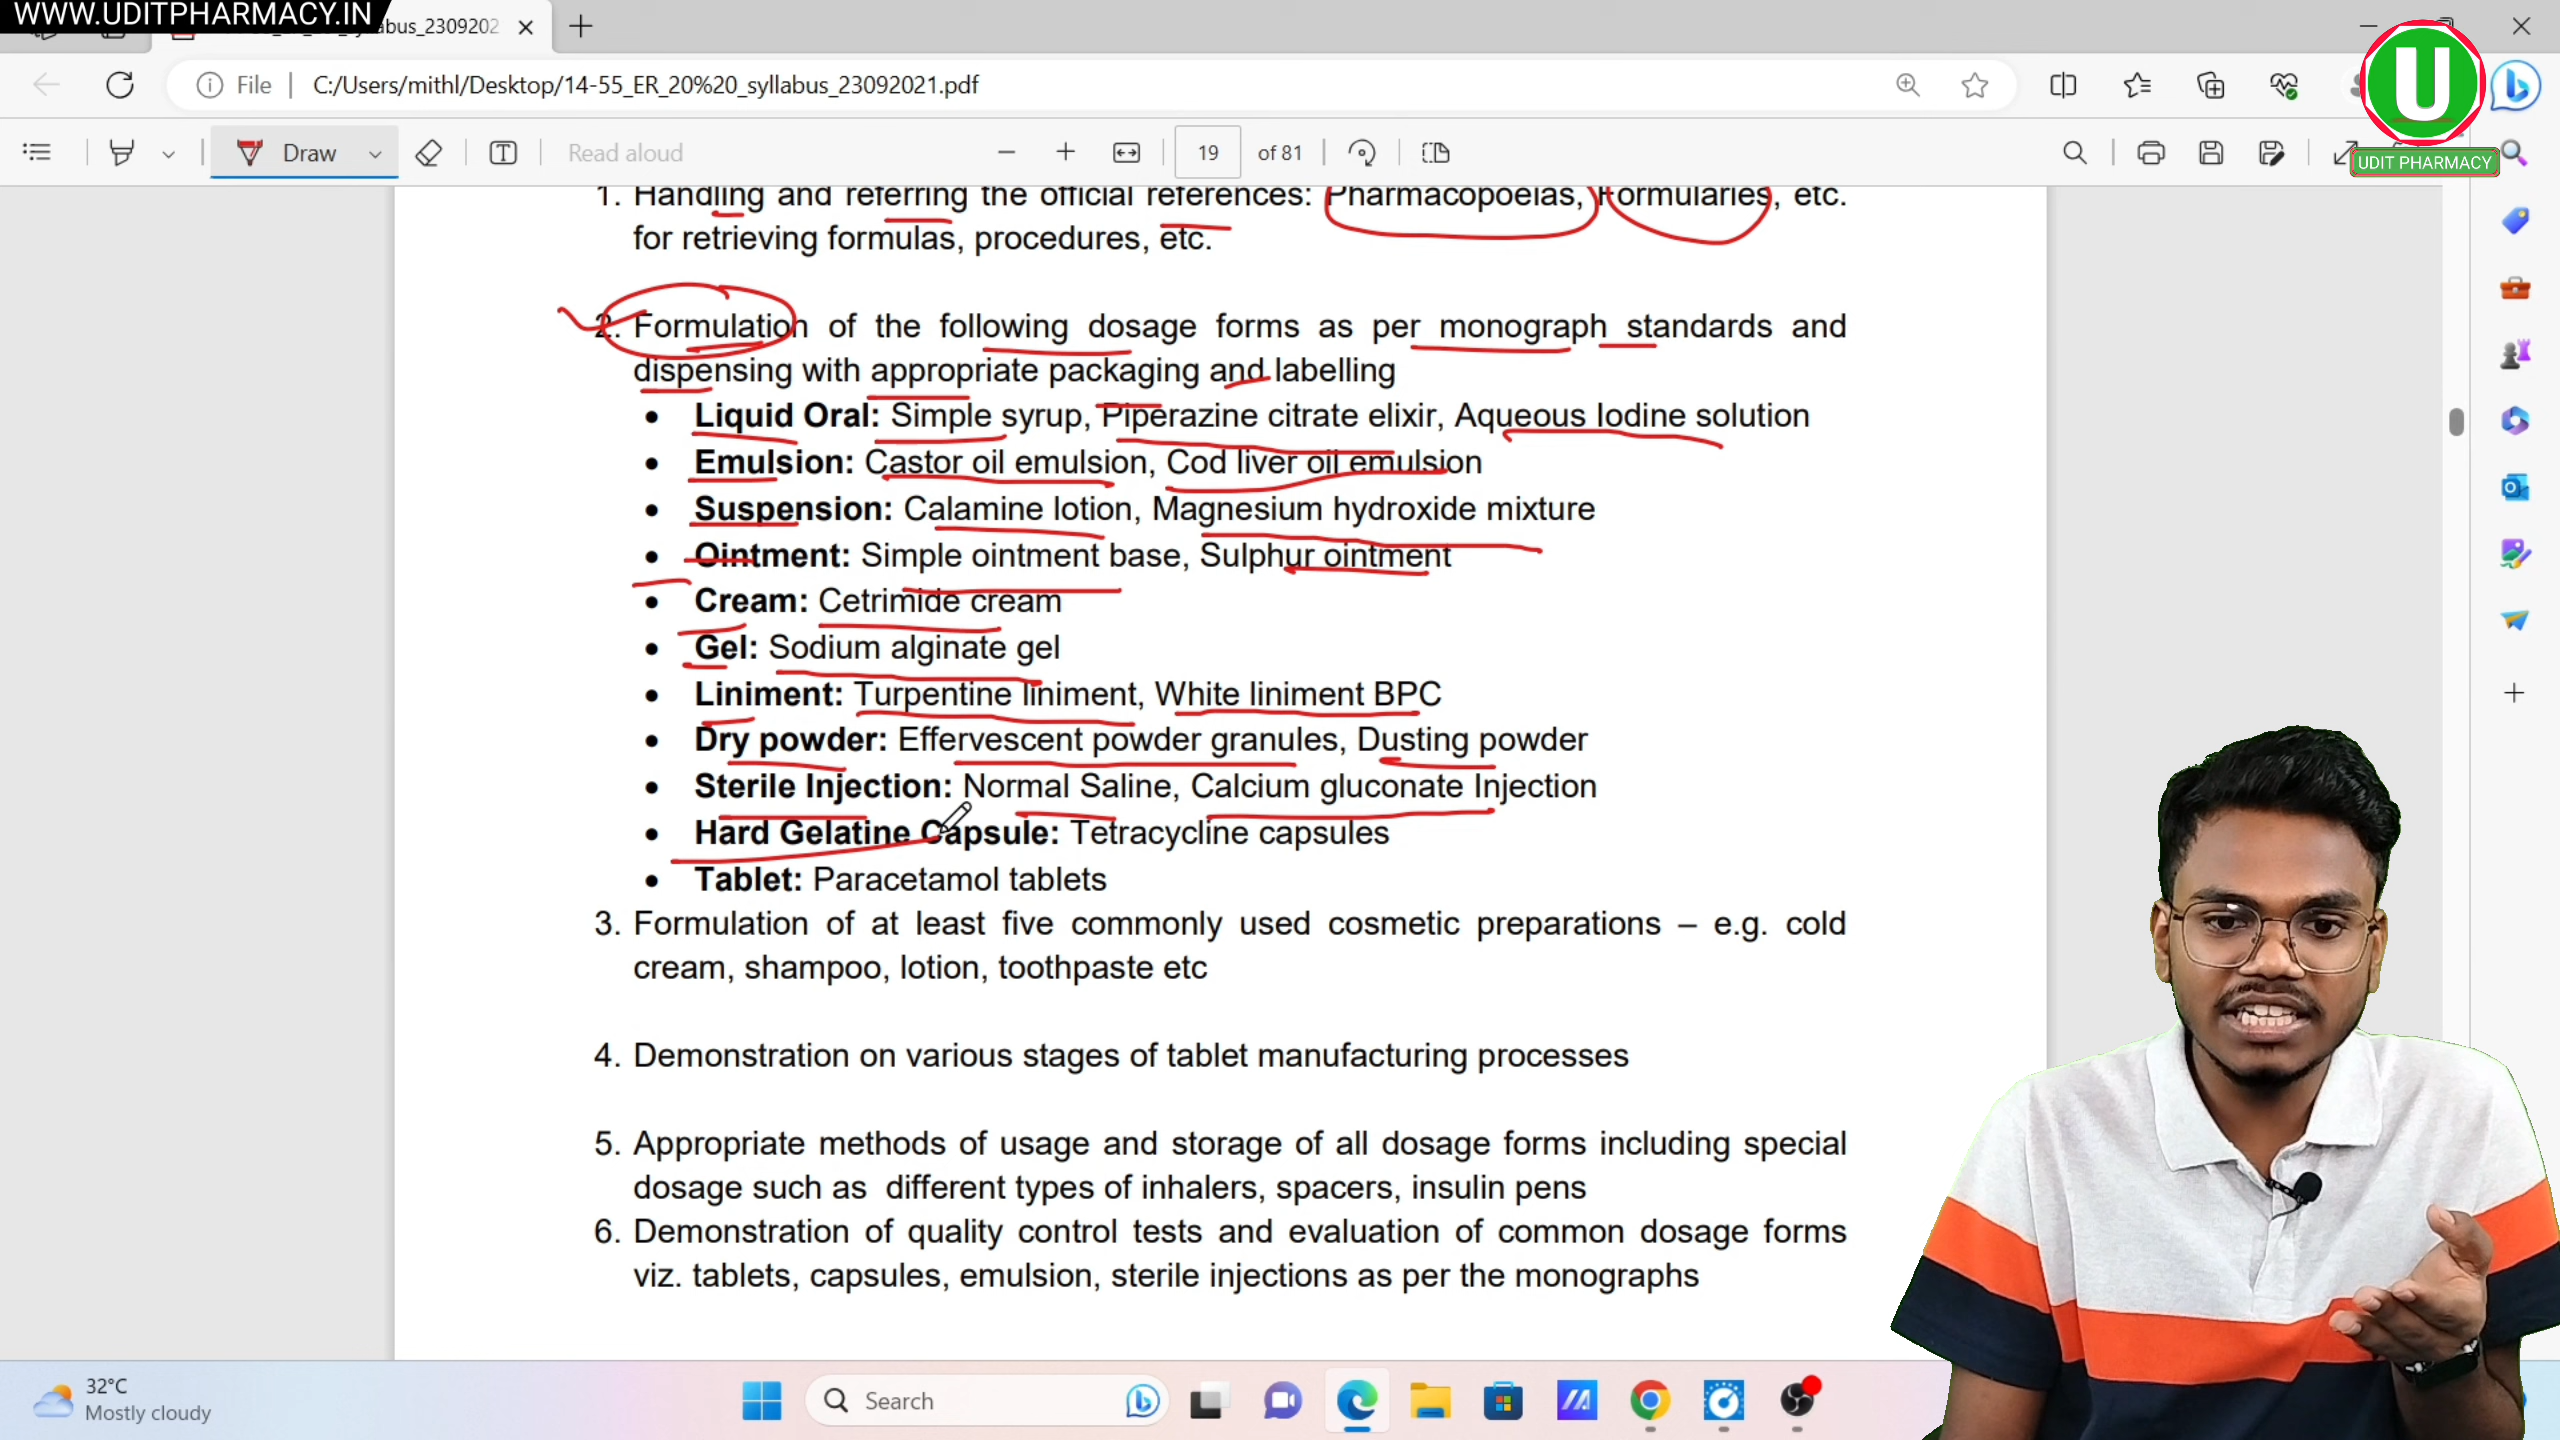 WWW.UDITPHARMACY.IN
abus_2309202
File
C:/Users/mithl/Desktop/14-55_ER_20%20_syllabus_23092021.pdf
U
Draw
Read aloud
19 of 81
UDIT PHARMACY
1. Handling and referring the official references: Pharmacopoeias, Formularies, etc.
for retrieving formulas, procedures, etc.
2. Formulation of the following dosage forms as per monograph standards and
dispensing with appropriate packaging and labelling
• Liquid Oral: Simple syrup, Piperazine citrate elixir, Aqueous Iodine solution
• Emulsion: Castor oil emulsion, Cod liver oil emulsion
• Suspension: Calamine lotion, Magnesium hydroxide mixture
• Ointment: Simple ointment base, Sulphur ointment
• Cream: Cetrimide cream
• Gel: Sodium alginate gel
• Liniment: Turpentine liniment, White liniment BPC
• Dry powder: Effervescent powder granules, Dusting powder
• Sterile Injection: Normal Saline, Calcium gluconate Injection
• Hard Gelatine Capsule: Tetracycline capsules
• Tablet: Paracetamol tablets
3. Formulation of at least five commonly used cosmetic preparations – e.g. cold
cream, shampoo, lotion, toothpaste etc
4. Demonstration on various stages of tablet manufacturing processes
5. Appropriate methods of usage and storage of all dosage forms including special
dosage such as different types of inhalers, spacers, insulin pens
6. Demonstration of quality control tests and evaluation of common dosage forms
viz. tablets, capsules, emulsion, sterile injections as per the monographs
32°C
Mostly cloudy
Search